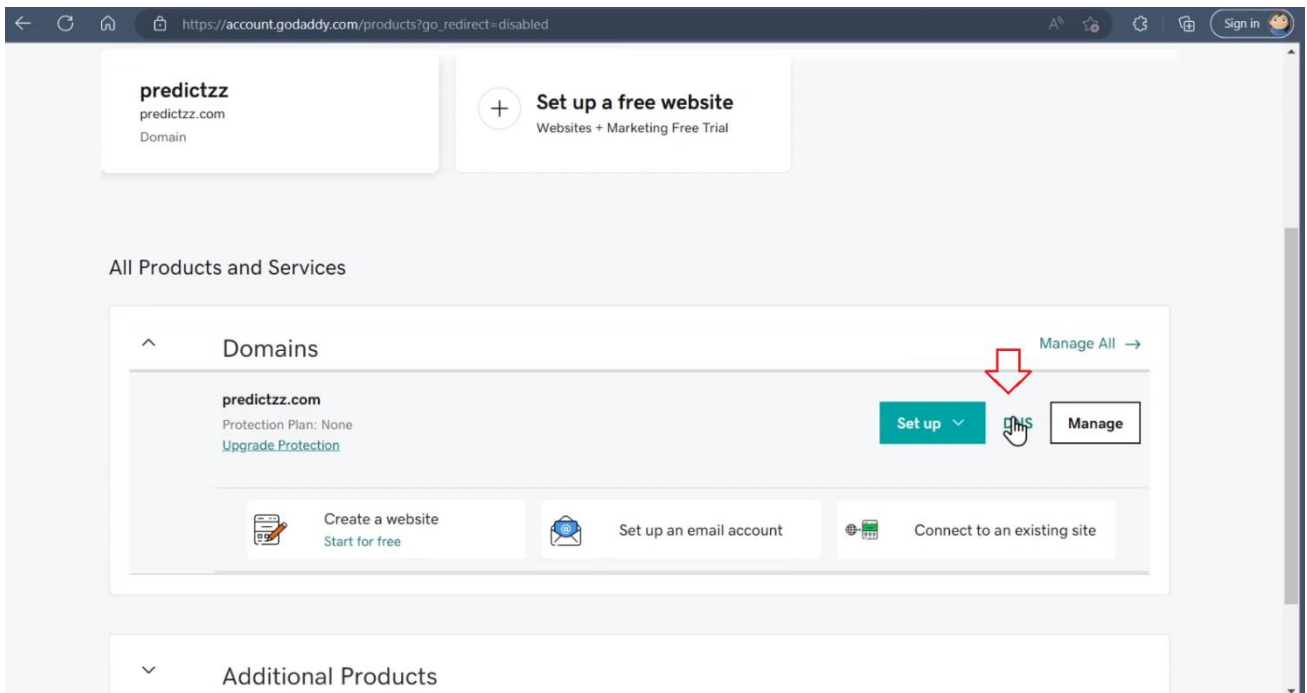 https://account.godaddy.com/products?go_redirect=disabled
Sign in
predictzz
predictzz.com
Domain
Set up a free website
Websites + Marketing Free Trial
All Products and Services
Domains
Manage All →
predictzz.com
Protection Plan: None
Upgrade Protection
Set up
DNS
Manage
Create a website
Start for free
Set up an email account
Connect to an existing site
Additional Products